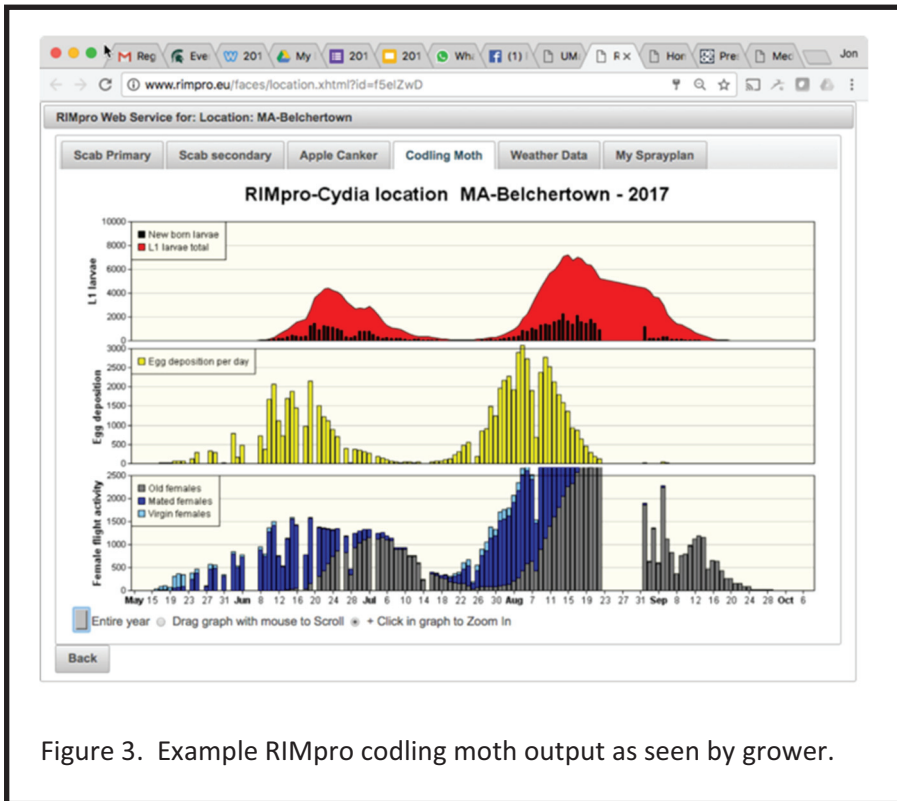 Reg Eve 201 My 201 201 Wha (1) UM R Hor Pre Med Jon
www.rimpro.eu/faces/location.xhtml?id=f5elZwD
RIMpro Web Service for: Location: MA-Belchertown
Scab Primary Scab secondary Apple Canker Codling Moth Weather Data My Sprayplan
RIMpro-Cydia location MA-Belchertown - 2017
L1 larvae
10000
8000
6000
4000
2000
0
New born larvae
L1 larvae total
Egg deposition
3000
2500
2000
1500
1000
500
0
Egg deposition per day
Female flight activity
2500
2000
1500
1000
500
0
Old females
Mated females
Virgin females
May 15 19 23 27 31 Jun 8 12 16 20 24 Jul 6 10 14 18 22 26 30 Aug 7 11 15 19 23 27 31 Sep 8 12 16 20 24 28 Oct 6
Entire year Drag graph with mouse to Scroll + Click in graph to Zoom In
Back
Figure 3. Example RIMpro codling moth output as seen by grower.